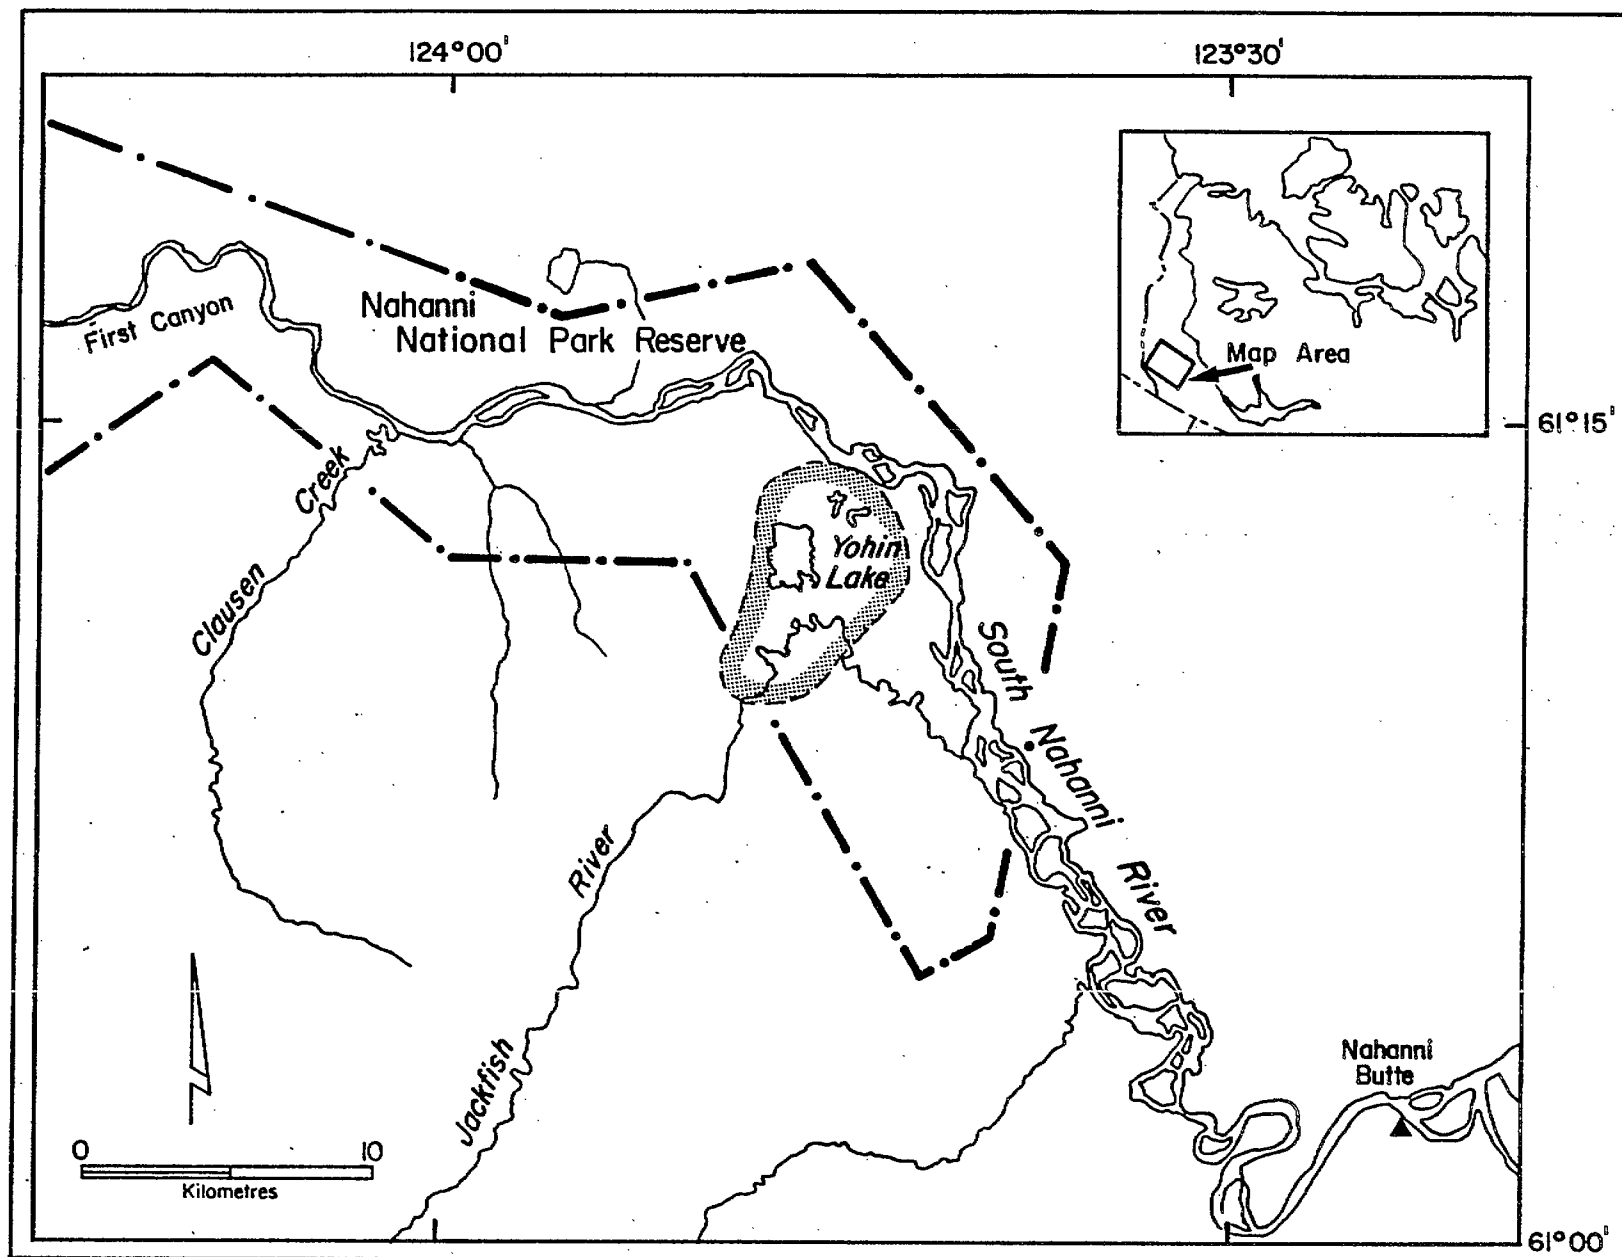 124°00'
123°30'
First Canyon
Nahanni
National Park Reserve
Map Area
61°15'
Creek
Clausen
Yohin
Lake
South Nahanni River
River
Jackfish
Nahanni
Butte
0 10
Kilometres
61°00'